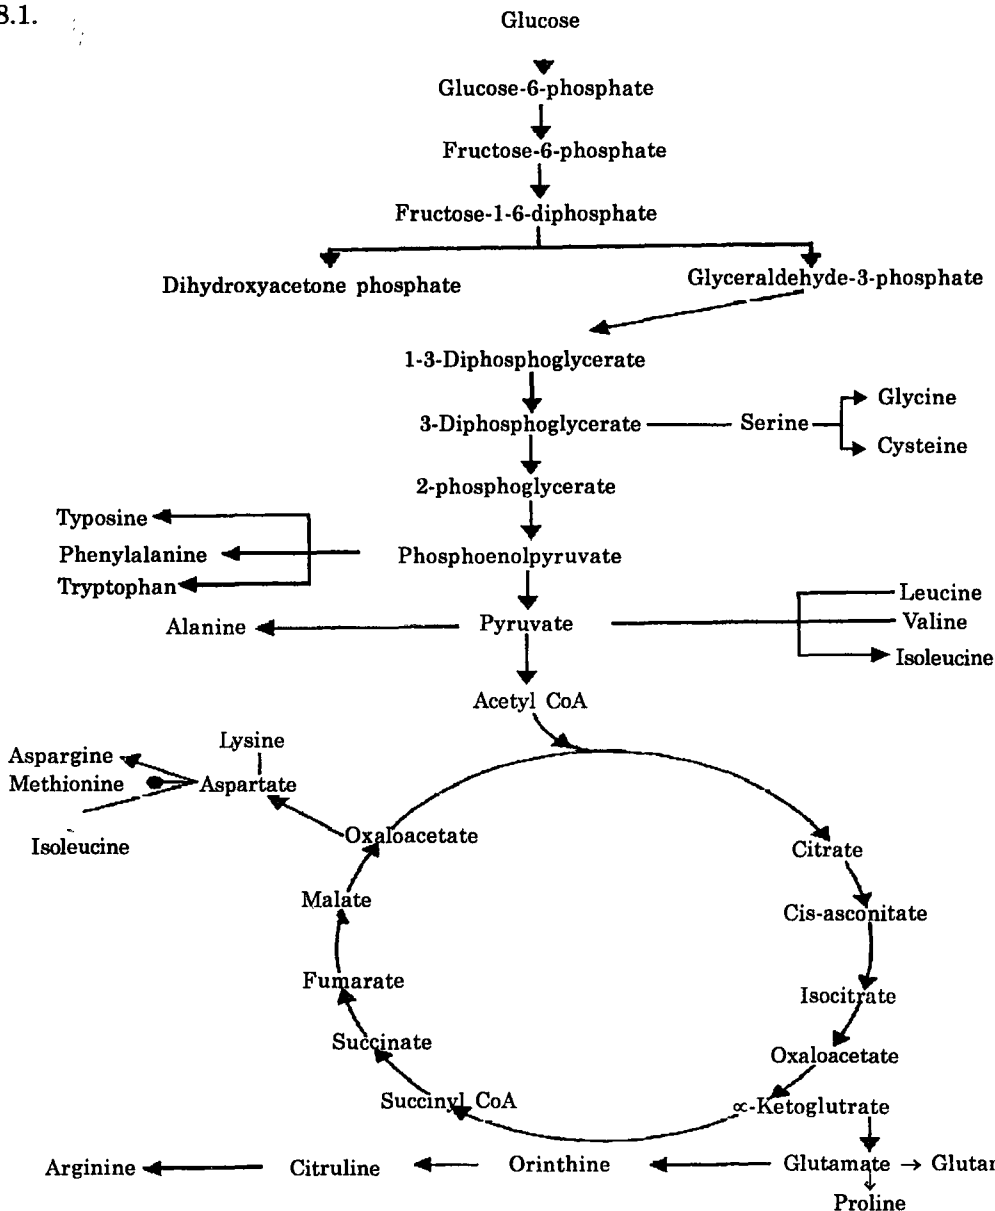 8.1.
Glucose
Glucose-6-phosphate
Fructose-6-phosphate
Fructose-1-6-diphosphate
Dihydroxyacetone phosphate
Glyceraldehyde-3-phosphate
1-3-Diphosphoglycerate
3-Diphosphoglycerate
Serine
Glycine
Cysteine
2-phosphoglycerate
Typosine
Phenylalanine
Tryptophan
Phosphoenolpyruvate
Alanine
Pyruvate
Leucine
Valine
Isoleucine
Acetyl CoA
Lysine
Aspargine
Methionine
Aspartate
Isoleucine
Oxaloacetate
Citrate
Malate
Cis-asconitate
Fumarate
Isocitrate
Succinate
Oxaloacetate
Succinyl CoA
∝-Ketoglutrate
Arginine
Citruline
Orinthine
Glutamate → Glutar
Proline